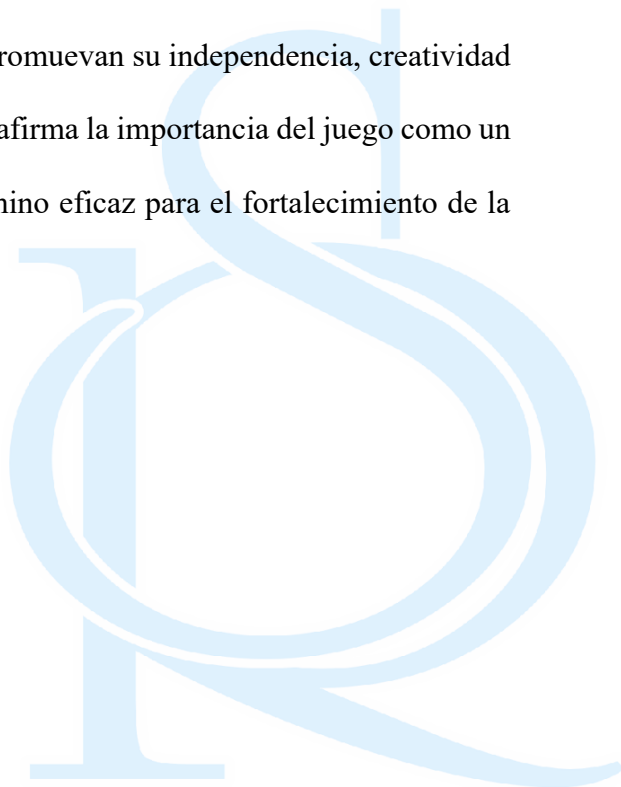 romuevan su independencia, creatividad
afirma la importancia del juego como un
nino eficaz para el fortalecimiento de la